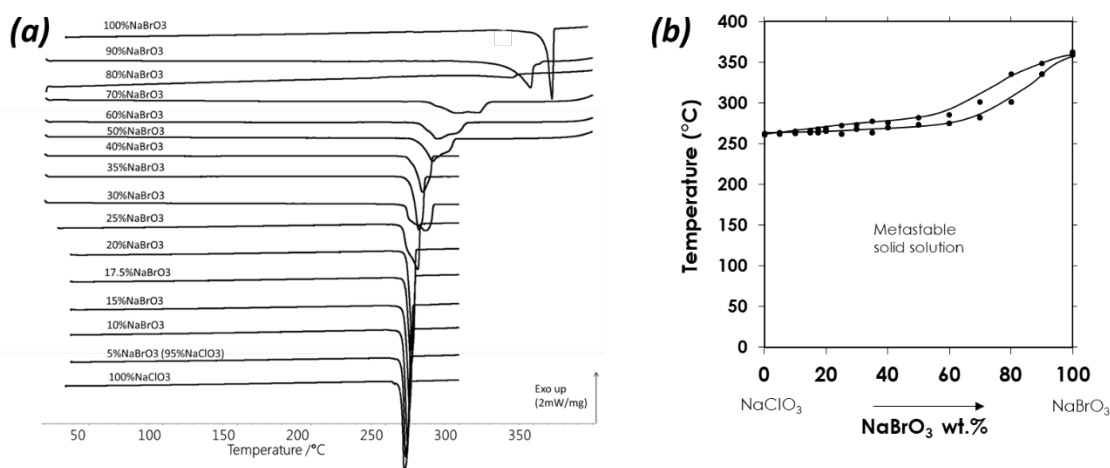 (a)
100%NaBrO3
90%NaBrO3
80%NaBrO3
70%NaBrO3
60%NaBrO3
50%NaBrO3
40%NaBrO3
35%NaBrO3
30%NaBrO3
25%NaBrO3
20%NaBrO3
17.5%NaBrO3
15%NaBrO3
10%NaBrO3
5%NaBrO3 (95%NaClO3)
100%NaClO3
Exo up
(2mW/mg)
50 100 150 200 250 300 350
Temperature /°C
(b)
Temperature (°C)
400
350
300
250
200
150
100
50
0
Metastable
solid solution
0 20 40 60 80 100
NaClO₃ NaBrO₃
NaBrO₃ wt.%